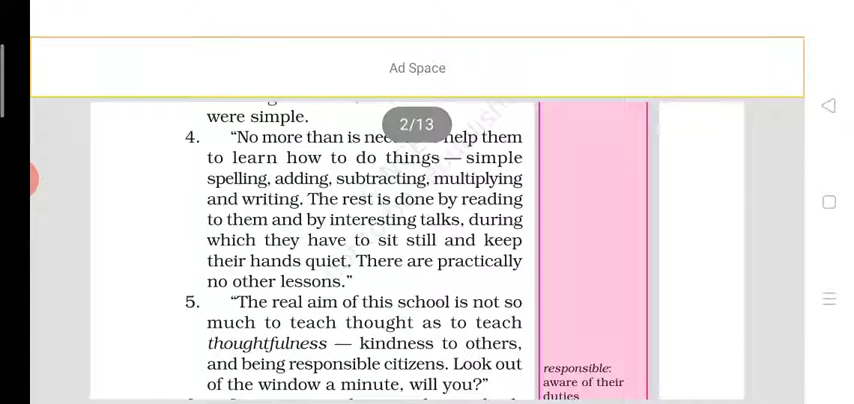 Ad Space
were simple.
2/13
4. “No more than is help them
to learn how to do things — simple
spelling, adding, subtracting, multiplying
and writing. The rest is done by reading
to them and by interesting talks, during
which they have to sit still and keep
their hands quiet. There are practically
no other lessons.”
5. “The real aim of this school is not so
much to teach thought as to teach
thoughtfulness — kindness to others,
and being responsible citizens. Look out
of the window a minute, will you?”
responsible:
aware of their
duties